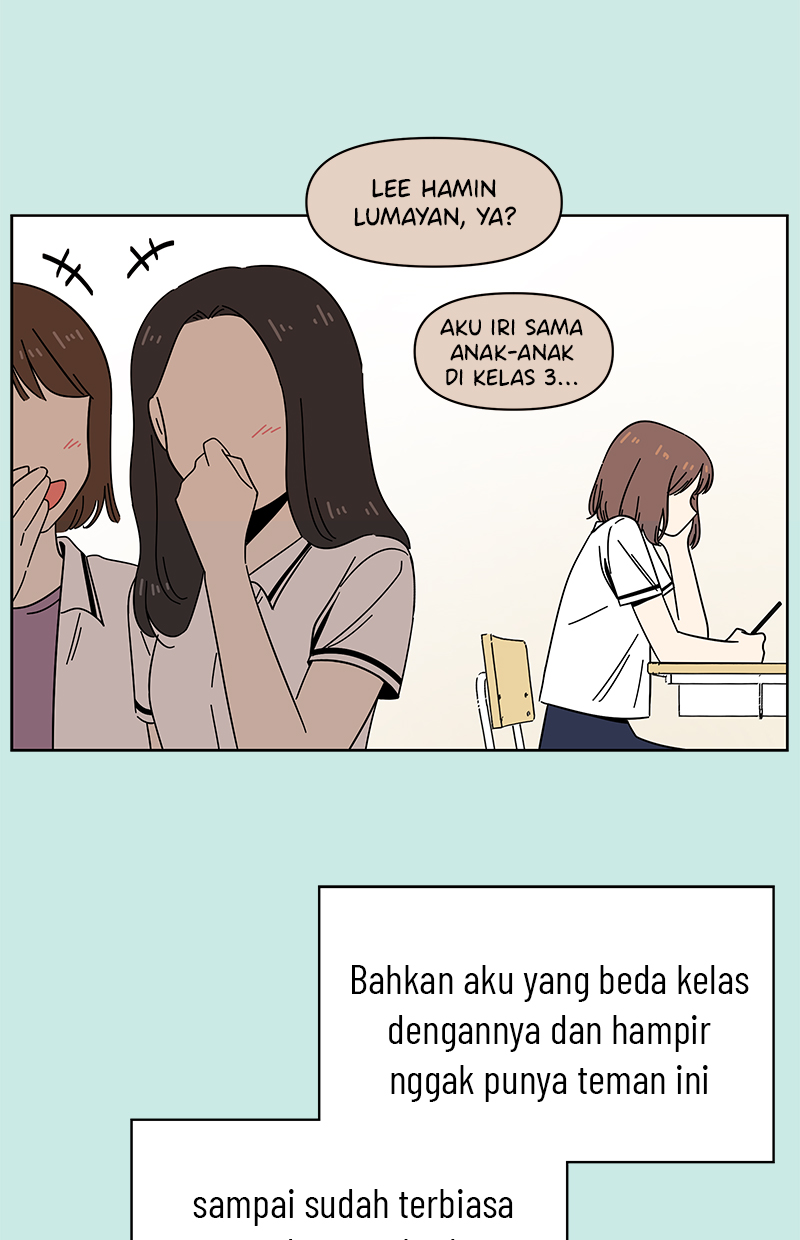 LEE HAMIN
LUMAYAN, YA?
AKU IRI SAMA
ANAK-ANAK
DI KELAS 3...
Bahkan aku yang beda kelas
dengannya dan hampir
nggak punya teman ini
sampai sudah terbiasa